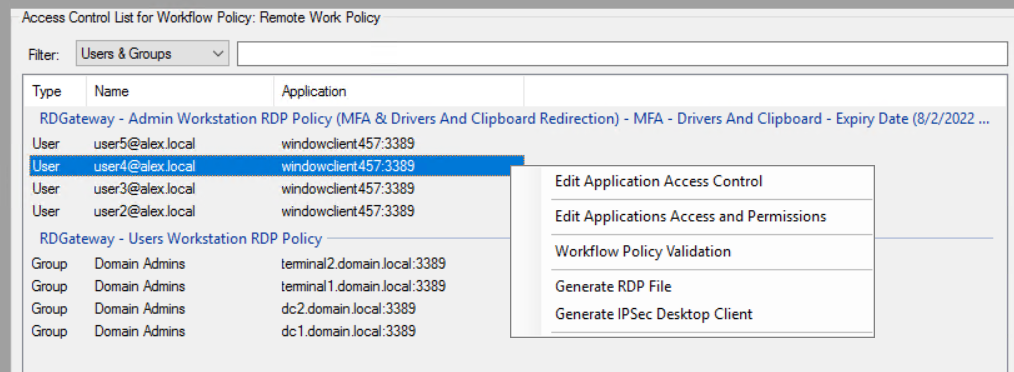 Access Control List for Workflow Policy: Remote Work Policy
Filter: Users & Groups
Type Name Application
RDGateway - Admin Workstation RDP Policy (MFA & Drivers And Clipboard Redirection) - MFA - Drivers And Clipboard - Expiry Date (8/2/2022 ...
User user5@alex.local windowclient457:3389
User user4@alex.local windowclient457:3389
User user3@alex.local windowclient457:3389
User user2@alex.local windowclient457:3389
RDGateway - Users Workstation RDP Policy
Group Domain Admins terminal2.domain.local:3389
Group Domain Admins terminal1.domain.local:3389
Group Domain Admins dc2.domain.local:3389
Group Domain Admins dc1.domain.local:3389
Edit Application Access Control
Edit Applications Access and Permissions
Workflow Policy Validation
Generate RDP File
Generate IPSec Desktop Client